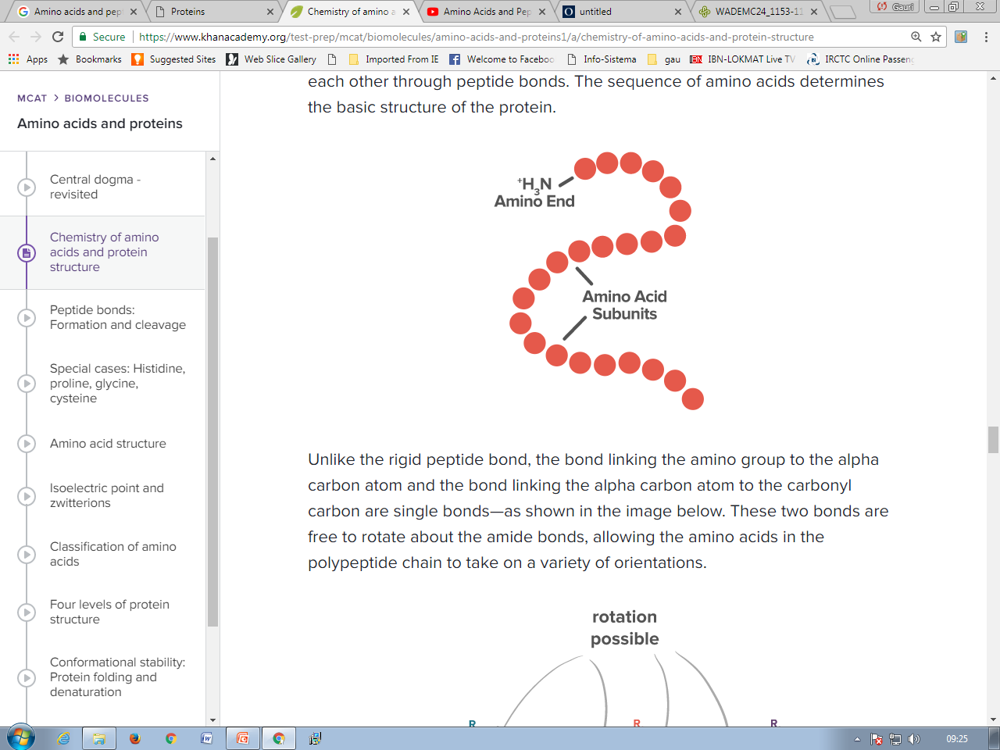 Amino acids and pep
Proteins
Chemistry of amino a
Amino Acids and Pep
untitled
WADEMC24_1153-11
Gauri
Secure
https://www.khanacademy.org/test-prep/mcat/biomolecules/amino-acids-and-proteins1/a/chemistry-of-amino-acids-and-protein-structure
Apps
Bookmarks
Suggested Sites
Web Slice Gallery
Imported From IE
Welcome to Faceboo
Info-Sistema
gau
IBN-LOKMAT Live TV
IRCTC Online Passen
MCAT > BIOMOLECULES
Amino acids and proteins
Central dogma -
revisited
Chemistry of amino
acids and protein
structure
Peptide bonds:
Formation and cleavage
Special cases: Histidine,
proline, glycine,
cysteine
Amino acid structure
Isoelectric point and
zwitterions
Classification of amino
acids
Four levels of protein
structure
Conformational stability:
Protein folding and
denaturation
each other through peptide bonds. The sequence of amino acids determines
the basic structure of the protein.
⁺H₃N
Amino End
Amino Acid
Subunits
Unlike the rigid peptide bond, the bond linking the amino group to the alpha
carbon atom and the bond linking the alpha carbon atom to the carbonyl
carbon are single bonds—as shown in the image below. These two bonds are
free to rotate about the amide bonds, allowing the amino acids in the
polypeptide chain to take on a variety of orientations.
rotation
possible
R R R
09:25